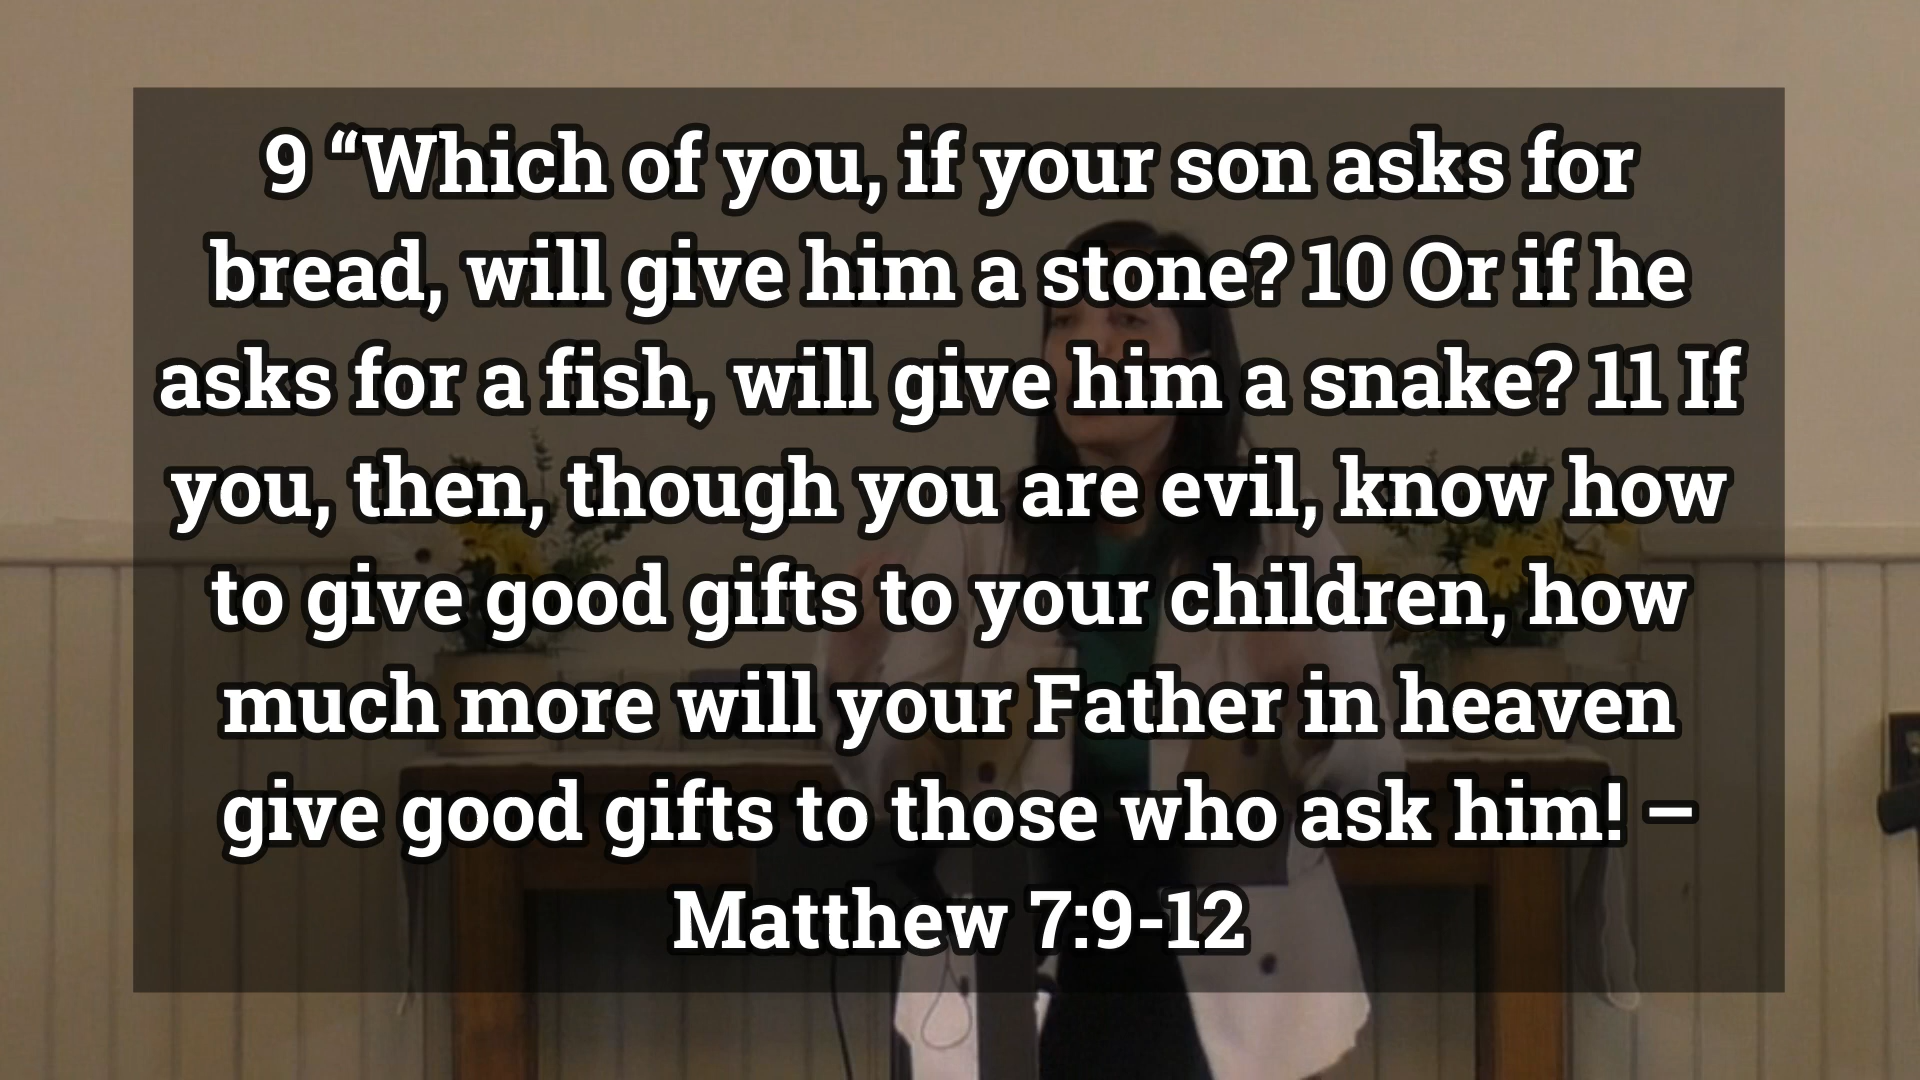 9 “Which of you, if your son asks for
bread, will give him a stone? 10 Or if he
asks for a fish, will give him a snake? 11 If
you, then, though you are evil, know how
to give good gifts to your children, how
much more will your Father in heaven
give good gifts to those who ask him! –
Matthew 7:9-12